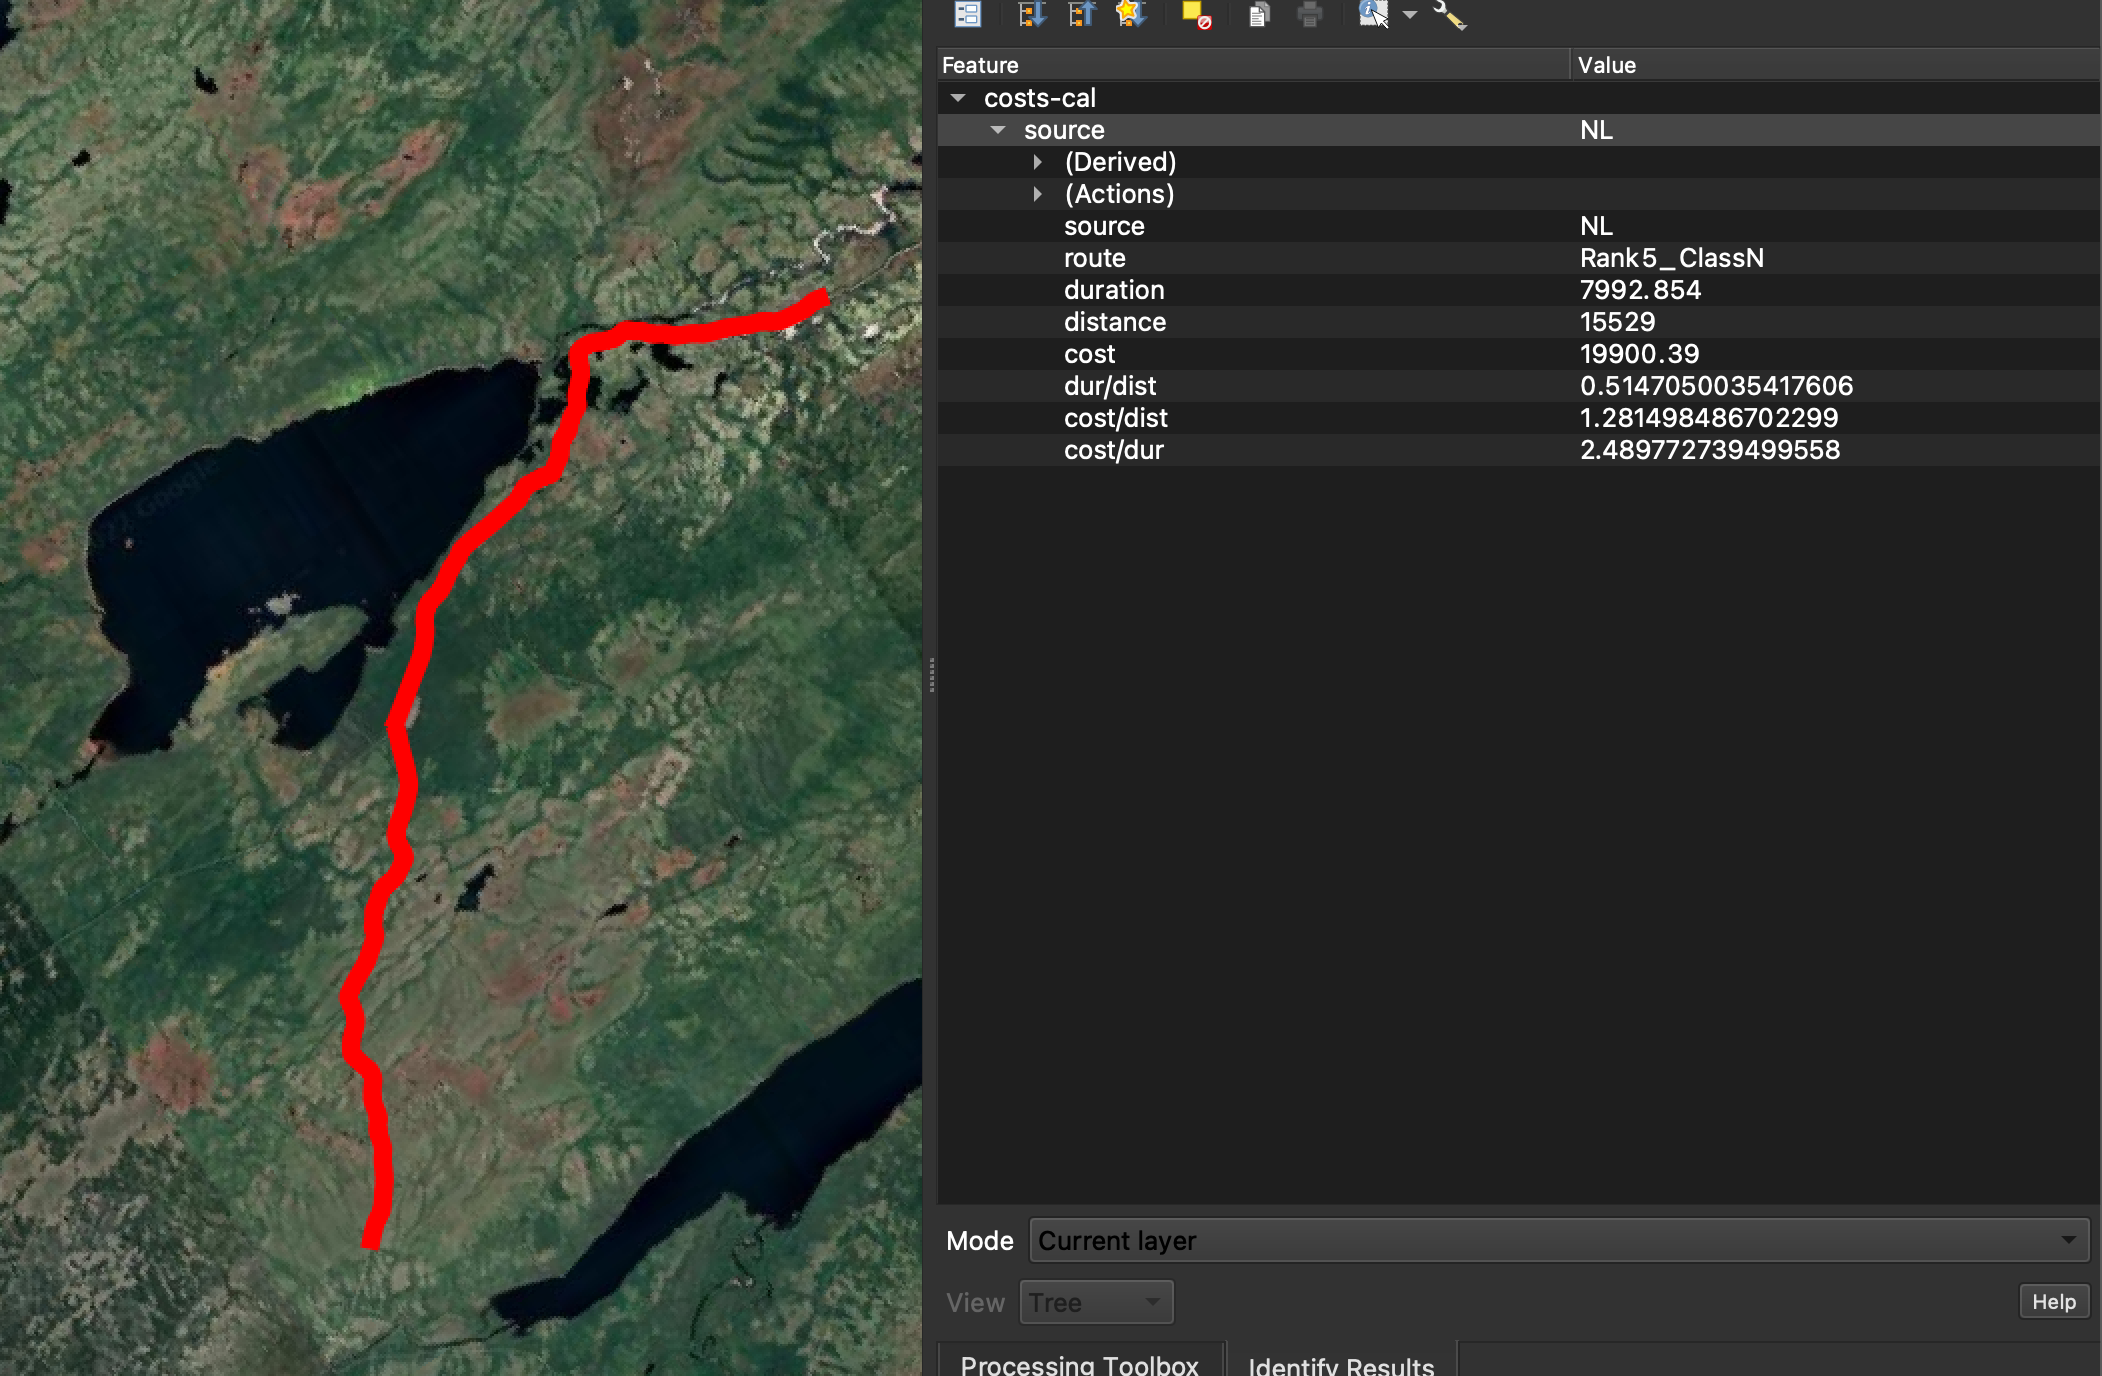 Feature Value
costs-cal
source NL
(Derived)
(Actions)
source NL
route Rank5_ClassN
duration 7992.854
distance 15529
cost 19900.39
dur/dist 0.5147050035417606
cost/dist 1.281498486702299
cost/dur 2.489772739499558
Google
Mode Current layer
View Tree Help
Processing Toolbox Identify Results